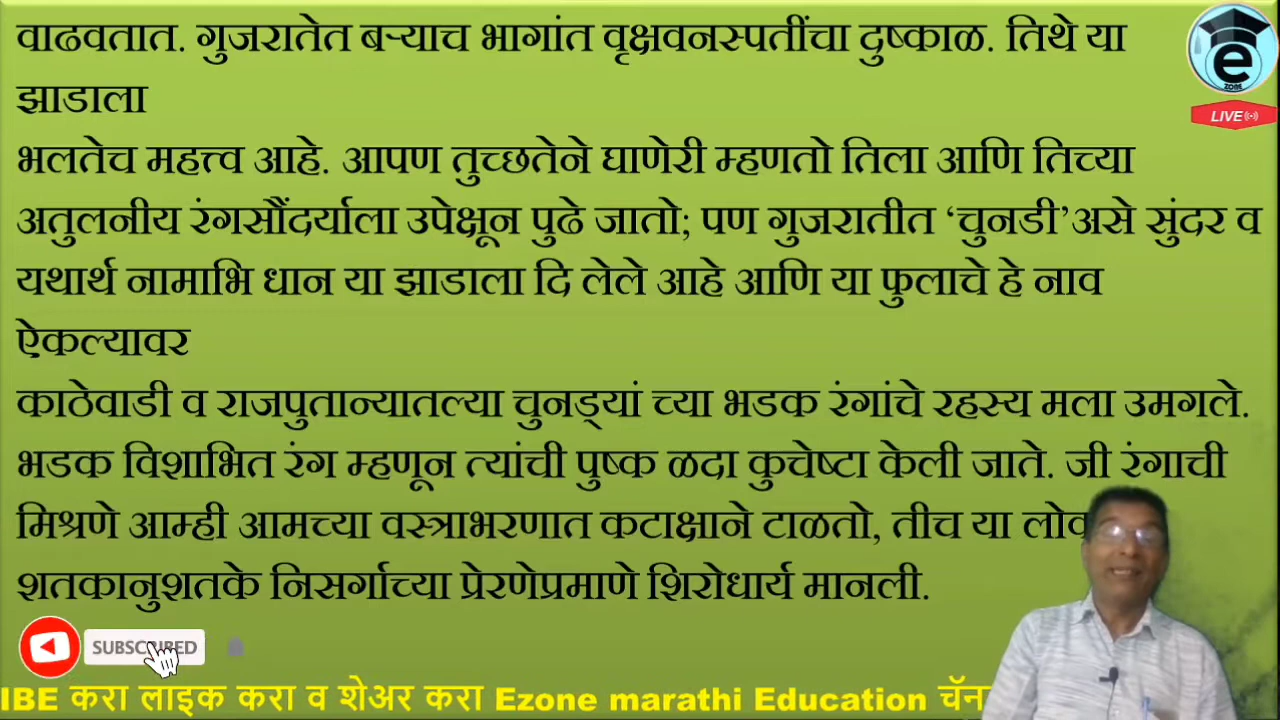 वाढवतात. गुजरातेत बऱ्याच भागांत वृक्षवनस्पतींचा दुष्काळ. तिथे या
झाडाला
भलतेच महत्त्व आहे. आपण तुच्छतेने घाणेरी म्हणतो तिला आणि तिच्या
अतुलनीय रंगसौंदर्याला उपेक्षून पुढे जातो; पण गुजरातीत ‘चुनडी’असे सुंदर व
यथार्थ नामाभि धान या झाडाला दि लेले आहे आणि या फुलाचे हे नाव
ऐकल्यावर
काठेवाडी व राजपुतान्यातल्या चुनड्यां च्या भडक रंगांचे रहस्य मला उमगले.
भडक विशाभित रंग म्हणून त्यांची पुष्क ळदा कुचेष्टा केली जाते. जी रंगाची
मिश्रणे आम्ही आमच्या वस्त्राभरणात कटाक्षाने टाळतो, तीच या
शतकानुशतके निसर्गाच्या प्रेरणेप्रमाणे शिरोधार्य मानली.
e
ZOBE
LIVE
SUBSCRIBED
IBE करा लाइक करा व शेअर करा Ezone marathi Education